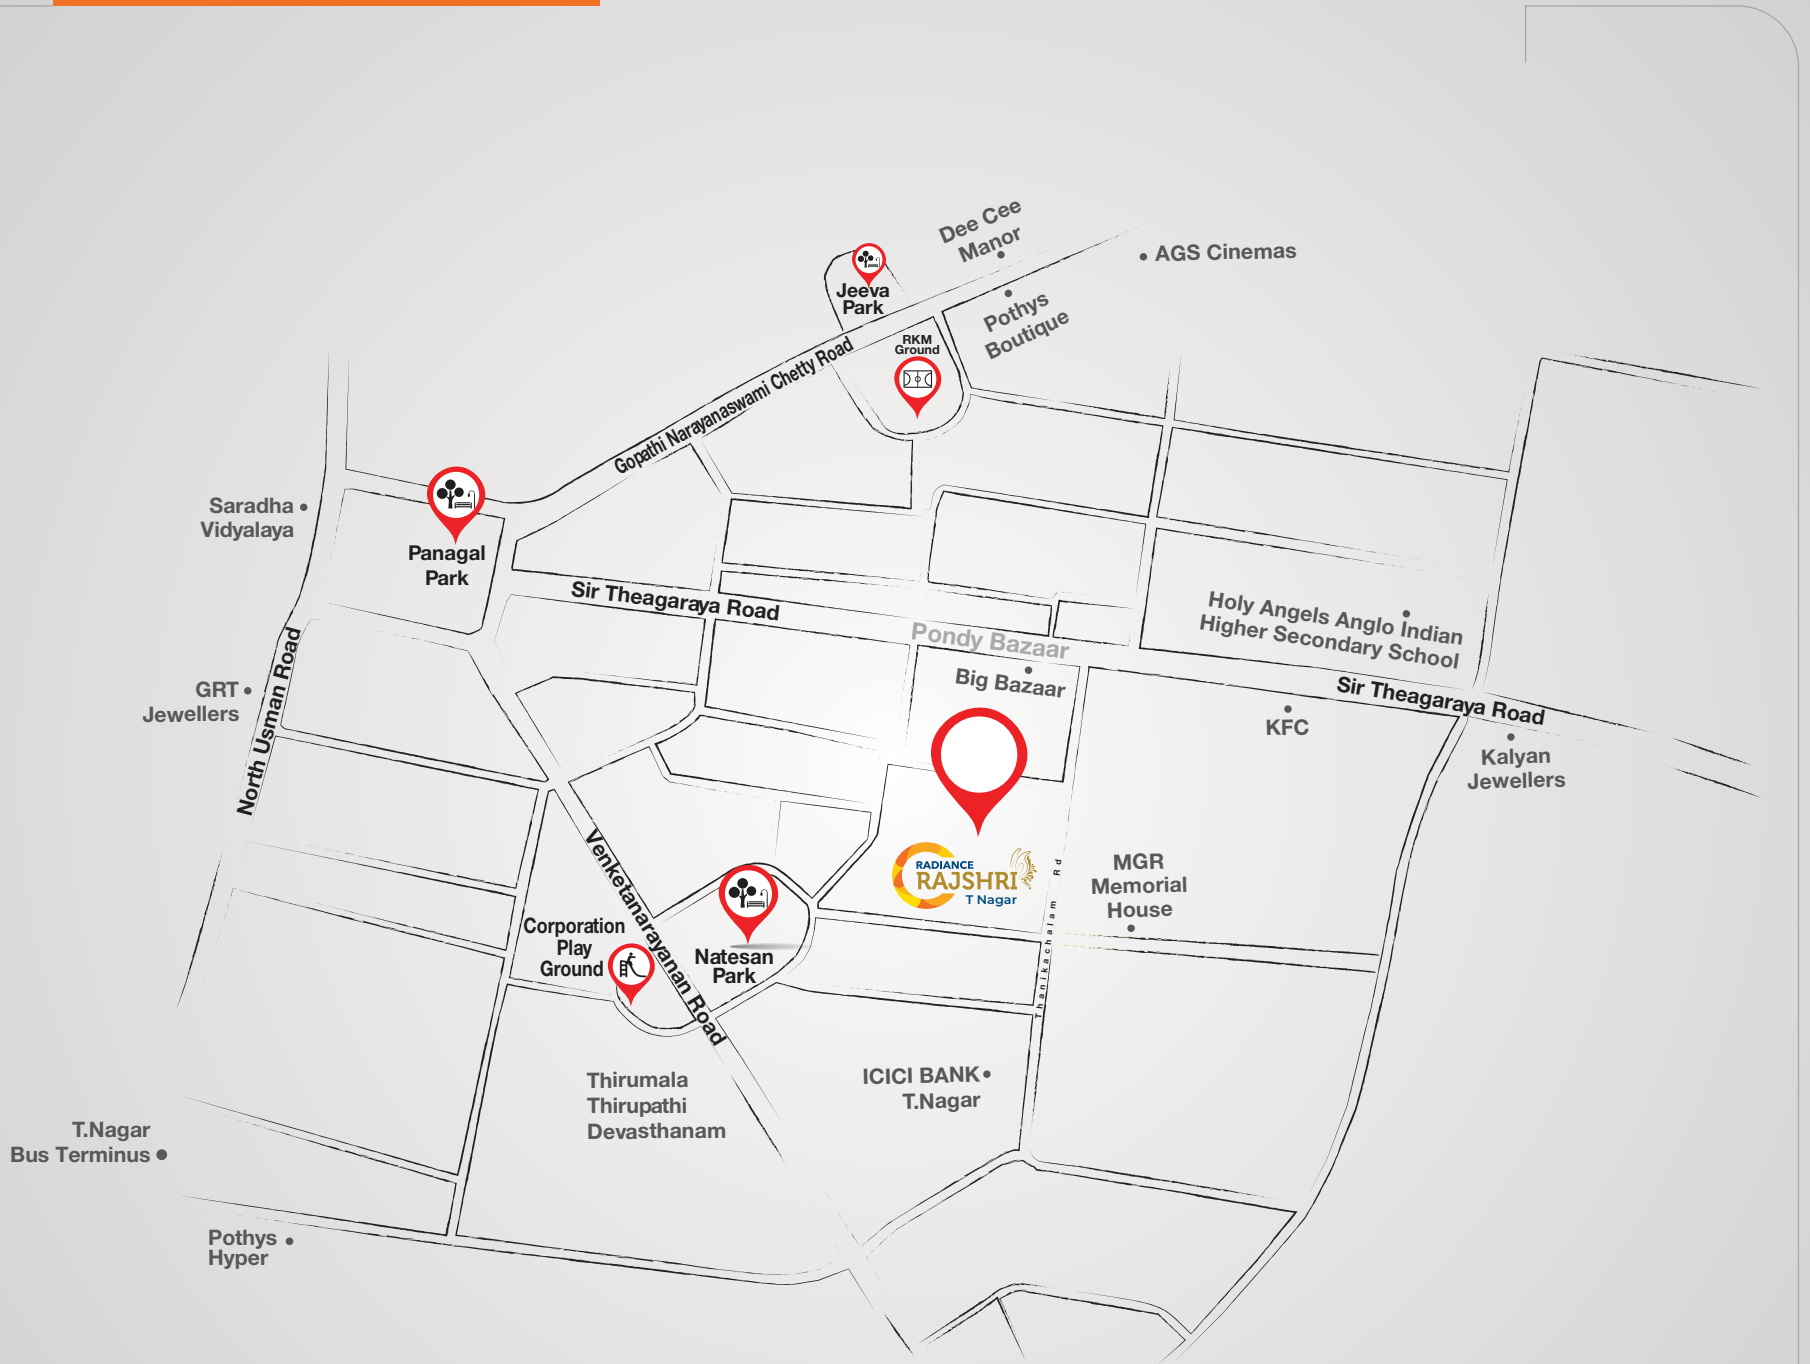 Dee Cee
Manor
AGS Cinemas
Jeeva
Park
Pothys
Boutique
RKM
Ground
Gopathi Narayanaswami Chetty Road
Saradha
Vidyalaya
Panagal
Park
Sir Theagaraya Road
Holy Angels Anglo Indian
Higher Secondary School
Pondy Bazaar
Big Bazaar
Sir Theagaraya Road
North Usman Road
GRT
Jewellers
KFC
Kalyan
Jewellers
Venketanarayanan Road
RADIANCE
RAJSHRI
T Nagar
Thanikachalam Rd
MGR
Memorial
House
Corporation
Play
Ground
Natesan
Park
Thirumala
Thirupathi
Devasthanam
ICICI BANK
T.Nagar
T.Nagar
Bus Terminus
Pothys
Hyper